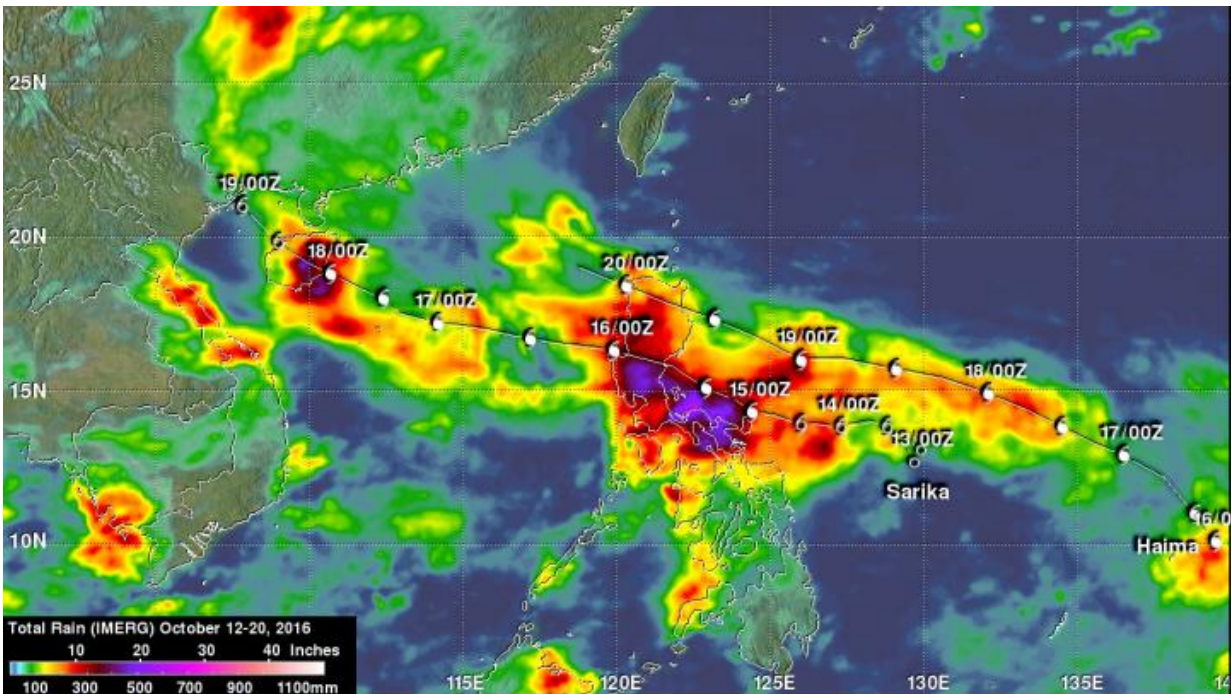 25N
19/00Z
20N
18/00Z
20/00Z
17/00Z
16/00Z
19/00Z
15N
15/00Z
18/00Z
14/00Z
13/00Z
17/00Z
Sarika
16/0
10N
Haima
Total Rain (IMERG) October 12-20, 2016
10 20 30 40 Inches
100 300 500 700 900 1100mm
115E 120E 125E 130E 135E